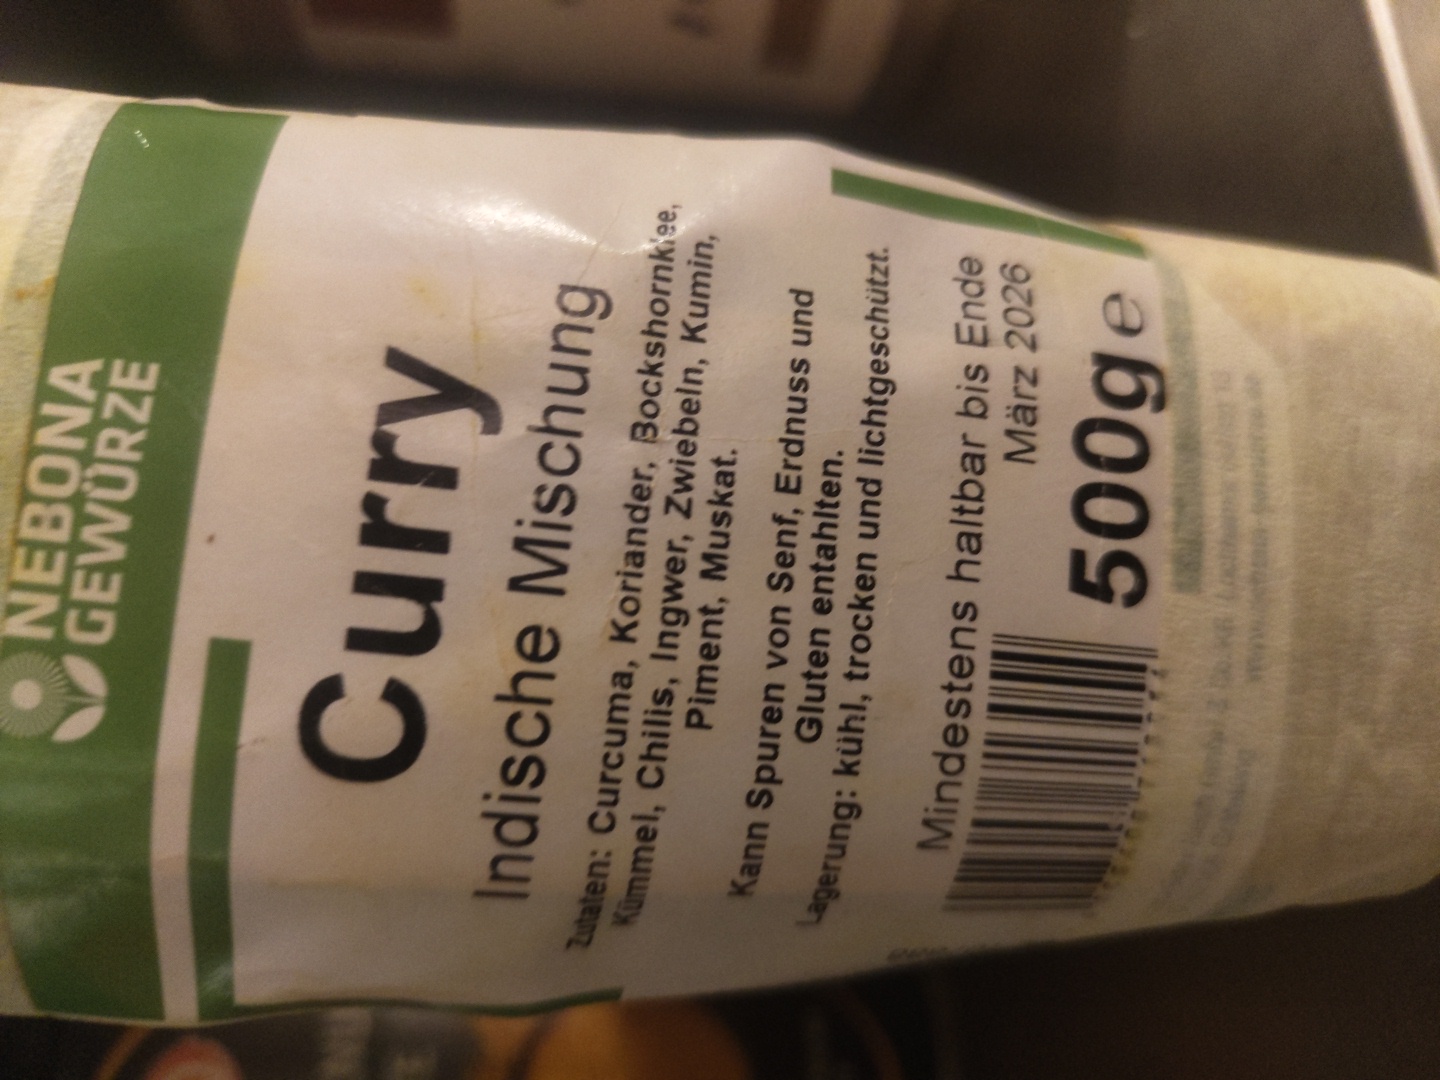 NEBONA
GEWÜRZE
Curry
Indische Mischung
Zutaten: Curcuma, Koriander, Bockshornklee,
Kümmel, Chilis, Ingwer, Zwiebeln, Kumin,
Piment, Muskat.
Kann Spuren von Senf, Erdnuss und
Gluten entahlten.
Lagerung: kühl, trocken und lichtgeschützt.
Mindestens haltbar bis Ende
März 2026
500g e